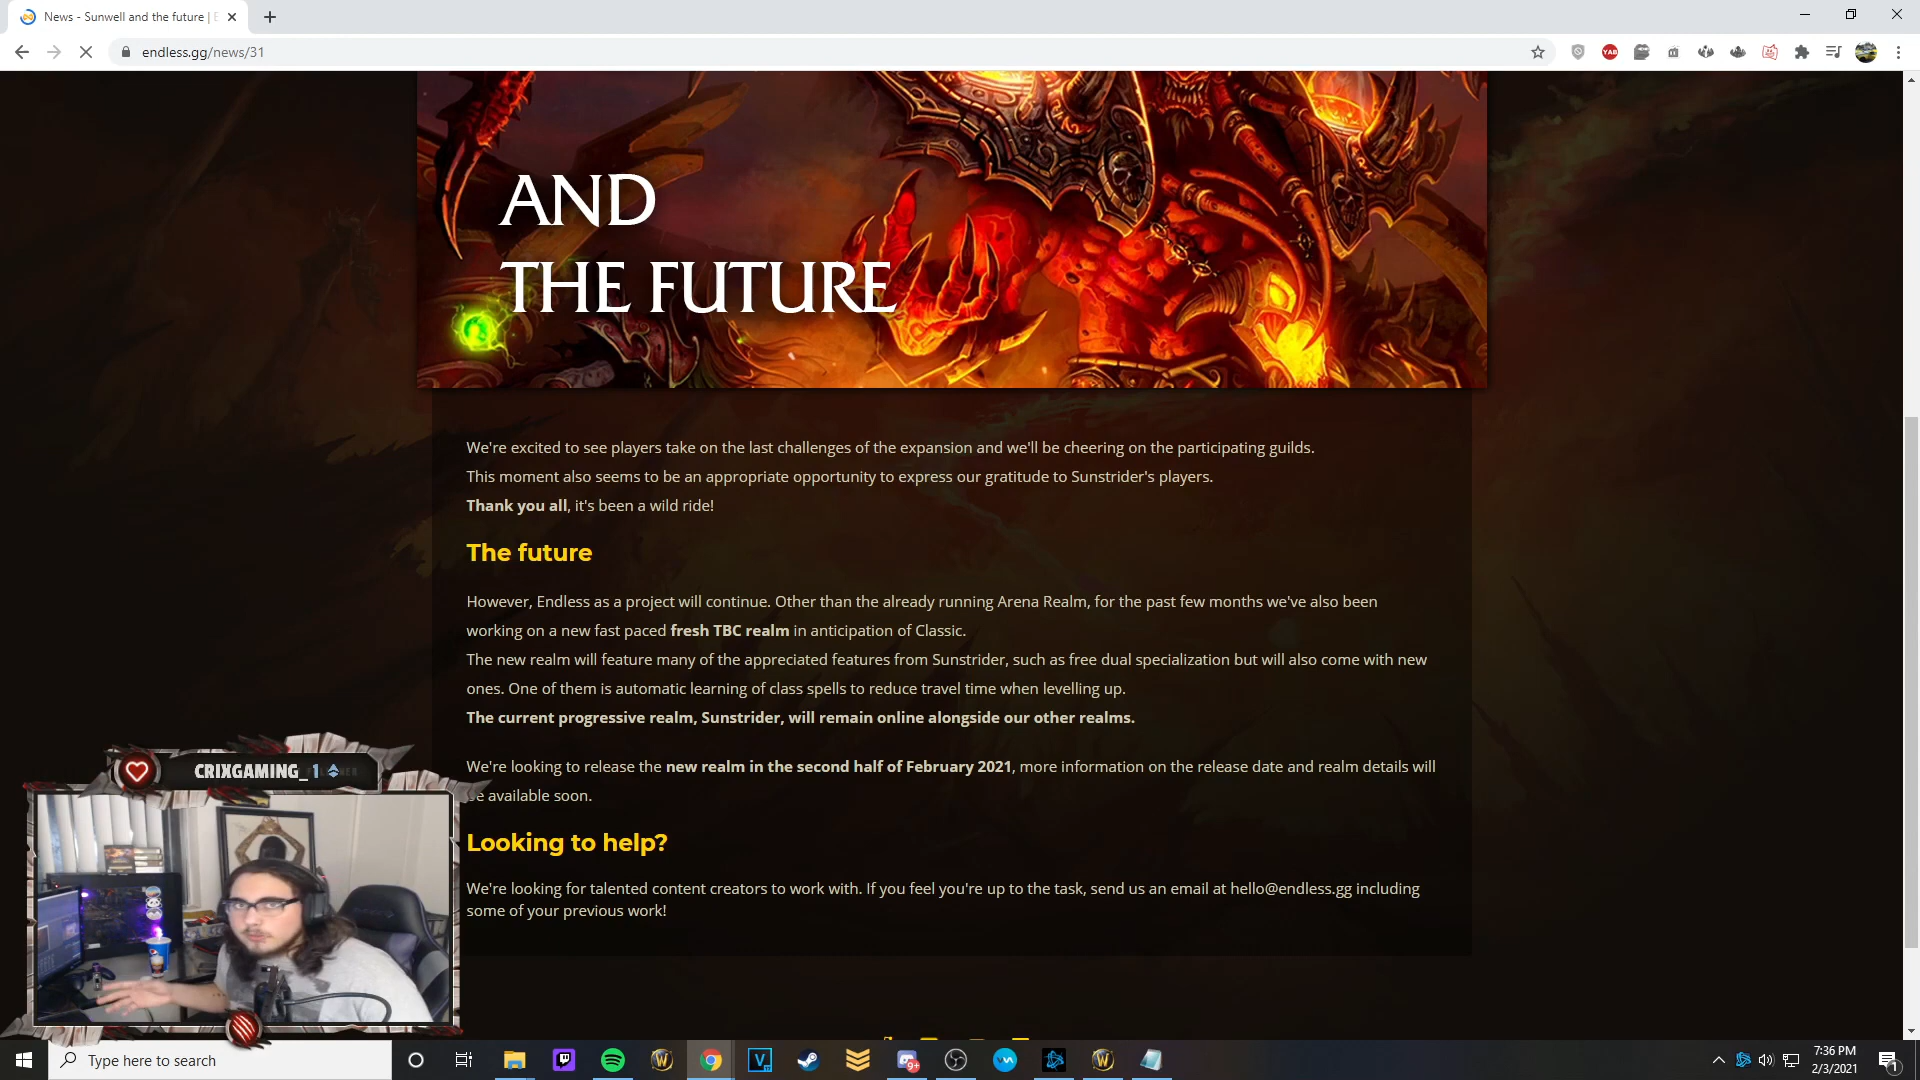 News - Sunwell and the future | E
endless.gg/news/31
YAB
AND
THE FUTURE
We're excited to see players take on the last challenges of the expansion and we'll be cheering on the participating guilds.
This moment also seems to be an appropriate opportunity to express our gratitude to Sunstrider's players.
Thank you all, it's been a wild ride!
The future
However, Endless as a project will continue. Other than the already running Arena Realm, for the past few months we've also been
working on a new fast paced fresh TBC realm in anticipation of Classic.
The new realm will feature many of the appreciated features from Sunstrider, such as free dual specialization but will also come with new
ones. One of them is automatic learning of class spells to reduce travel time when levelling up.
The current progressive realm, Sunstrider, will remain online alongside our other realms.
We're looking to release the new realm in the second half of February 2021, more information on the release date and realm details will
be available soon.
Looking to help?
We're looking for talented content creators to work with. If you feel you're up to the task, send us an email at hello@endless.gg including
some of your previous work!
CRIXGAMING_1
Type here to search
9+
7:36 PM
2/3/2021
1